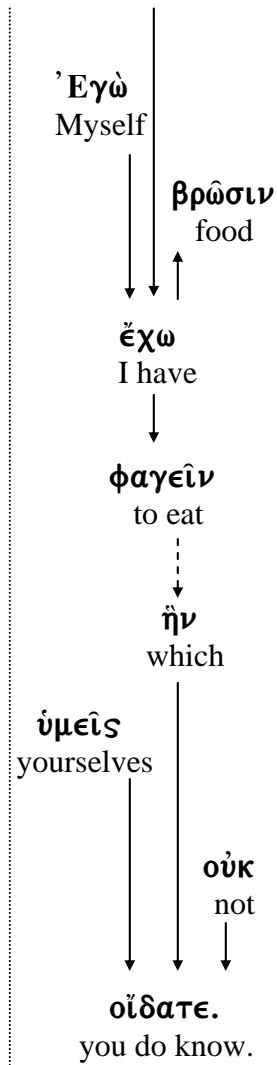 Ἐγὼ
Myself
βρῶσιν
food
ἔχω
I have
φαγεῖν
to eat
ἣν
which
ὑμεῖς
yourselves
οὐκ
not
οἴδατε.
you do know.